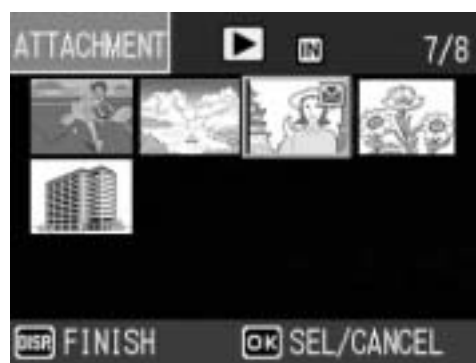 ATTACHMENT IN 7/8
DISP. FINISH OK SEL/CANCEL